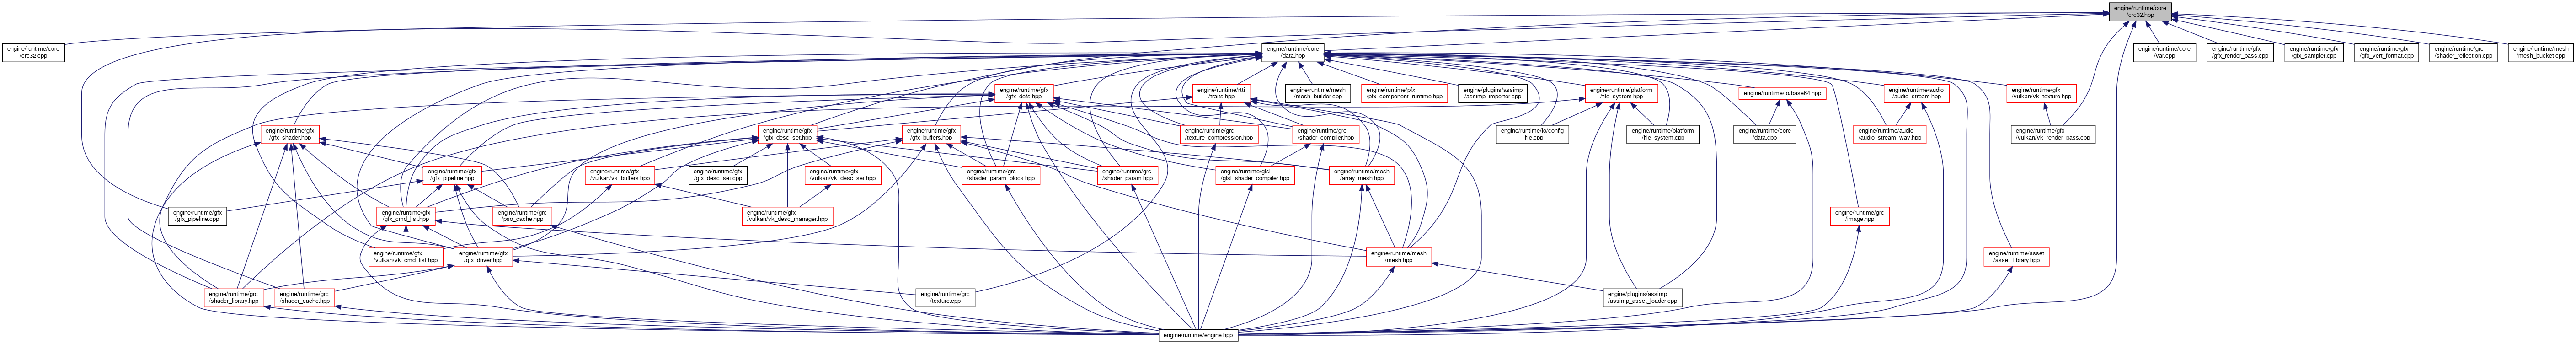 engine/runtime/core
/crc32.hpp
engine/runtime/core
/crc32.cpp
engine/runtime/core
/data.hpp
engine/runtime/core
/var.cpp
engine/runtime/gfx
/gfx_render_pass.cpp
engine/runtime/gfx
/gfx_sampler.cpp
engine/runtime/gfx
/gfx_vert_format.cpp
engine/runtime/grc
/shader_reflection.cpp
engine/runtime/mesh
/mesh_bucket.cpp
engine/runtime/gfx
/gfx_defs.hpp
engine/runtime/rtti
/traits.hpp
engine/runtime/mesh
/mesh_builder.cpp
engine/runtime/pfx
/pfx_component_runtime.hpp
engine/plugins/assimp
/assimp_importer.cpp
engine/runtime/platform
/file_system.hpp
engine/runtime/io/base64.hpp
engine/runtime/audio
/audio_stream.hpp
engine/runtime/gfx
/vulkan/vk_texture.hpp
engine/runtime/gfx
/gfx_shader.hpp
engine/runtime/gfx
/gfx_desc_set.hpp
engine/runtime/gfx
/gfx_buffers.hpp
engine/runtime/grc
/texture_compression.hpp
engine/runtime/grc
/shader_compiler.hpp
engine/runtime/io/config
_file.cpp
engine/runtime/platform
/file_system.cpp
engine/runtime/core
/data.cpp
engine/runtime/audio
/audio_stream_wav.hpp
engine/runtime/gfx
/vulkan/vk_render_pass.cpp
engine/runtime/gfx
/gfx_pipeline.hpp
engine/runtime/gfx
/vulkan/vk_buffers.hpp
engine/runtime/gfx
/gfx_desc_set.cpp
engine/runtime/gfx
/vulkan/vk_desc_set.hpp
engine/runtime/grc
/shader_param_block.hpp
engine/runtime/grc
/shader_param.hpp
engine/runtime/glsl
/glsl_shader_compiler.hpp
engine/runtime/mesh
/array_mesh.hpp
engine/runtime/gfx
/gfx_pipeline.cpp
engine/runtime/gfx
/gfx_cmd_list.hpp
engine/runtime/grc
/pso_cache.hpp
engine/runtime/gfx
/vulkan/vk_desc_manager.hpp
engine/runtime/grc
/image.hpp
engine/runtime/gfx
/vulkan/vk_cmd_list.hpp
engine/runtime/gfx
/gfx_driver.hpp
engine/runtime/mesh
/mesh.hpp
engine/runtime/asset
/asset_library.hpp
engine/runtime/grc
/shader_library.hpp
engine/runtime/grc
/shader_cache.hpp
engine/runtime/grc
/texture.cpp
engine/plugins/assimp
/assimp_asset_loader.cpp
engine/runtime/engine.hpp